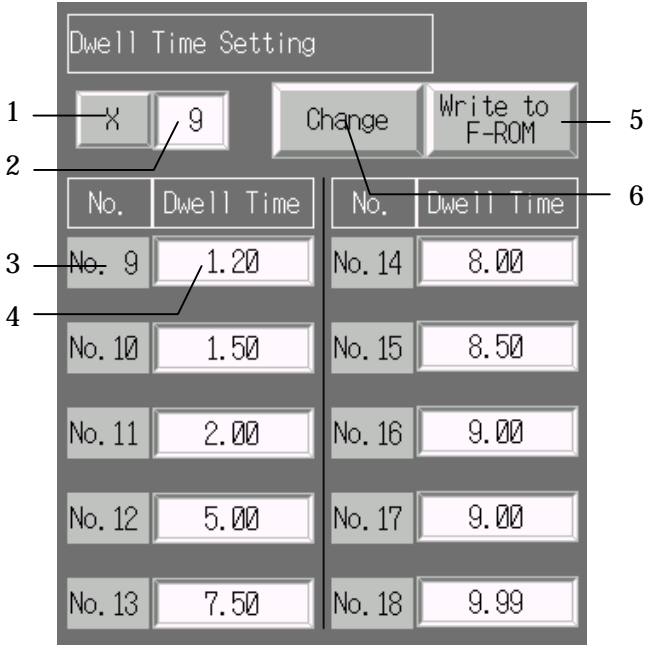 Dwell Time Setting
1 X 9 Change Write to F-ROM 5
2
6
No. Dwell Time No. Dwell Time
3 No. 9 1.20 No. 14 8.00
4
No. 10 1.50 No. 15 8.50
No. 11 2.00 No. 16 9.00
No. 12 5.00 No. 17 9.00
No. 13 7.50 No. 18 9.99